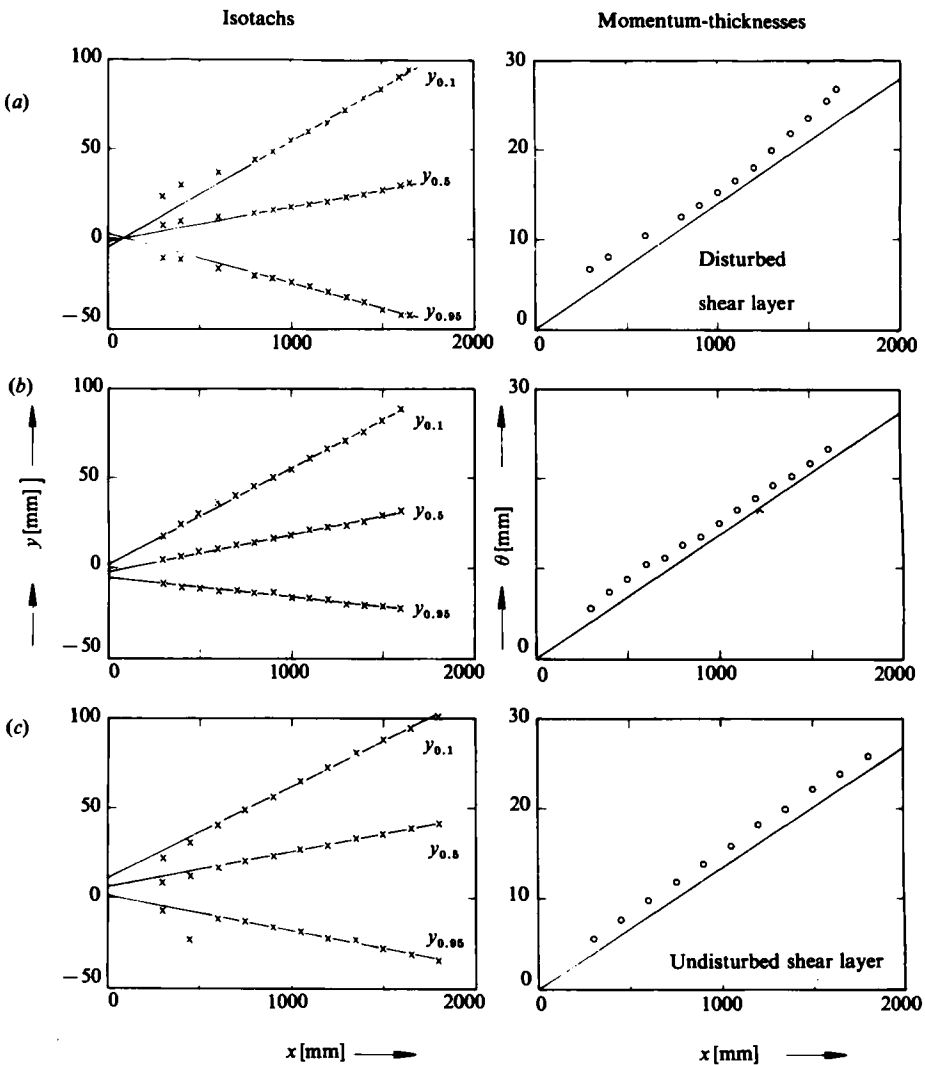 Isotachs
Momentum-thicknesses
(a)
100
50
0
−50
0
1000
2000
y0.1
y0.5
y0.95
30
20
10
0
0
1000
2000
Disturbed
shear layer
(b)
y [mm] ]
100
50
0
−50
0
1000
2000
y0.1
y0.5
y0.95
θ [mm]
30
0
0
1000
2000
(c)
100
50
0
−50
0
1000
2000
y0.1
y0.5
y0.95
x [mm]
30
20
10
0
0
1000
2000
Undisturbed shear layer
x [mm]